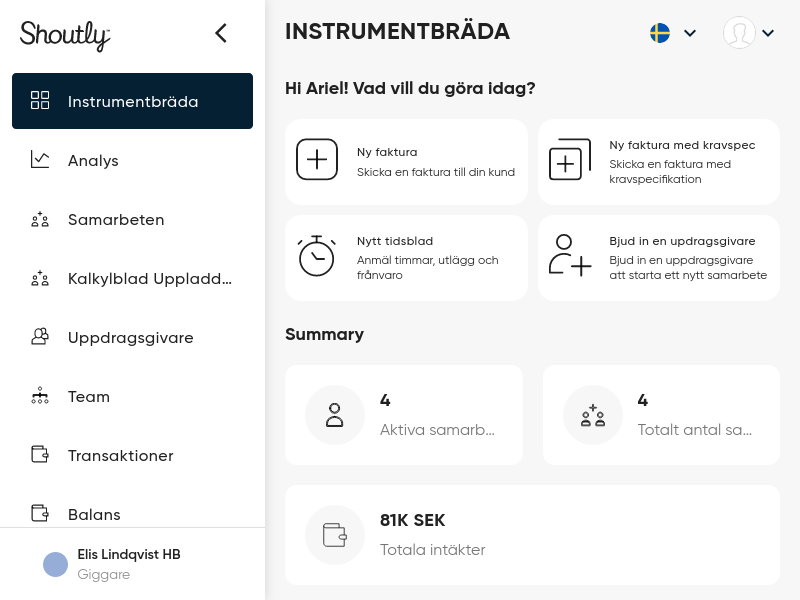 Shoutly
Instrumentbräda
Analys
Samarbeten
Kalkylblad Uppladd...
Uppdragsgivare
Team
Transaktioner
Balans
Elis Lindqvist HB
Giggare
INSTRUMENTBRÄDA
Hi Ariel! Vad vill du göra idag?
Ny faktura
Skicka en faktura till din kund
Ny faktura med kravspec
Skicka en faktura med
kravspecifikation
Nytt tidsblad
Anmäl timmar, utlägg och
frånvaro
Bjud in en updragsgivare
Bjud in en uppdragsgivare
att starta ett nytt samarbete
Summary
4
Aktiva samarb...
4
Totalt antal sa...
81K SEK
Totala intäkter